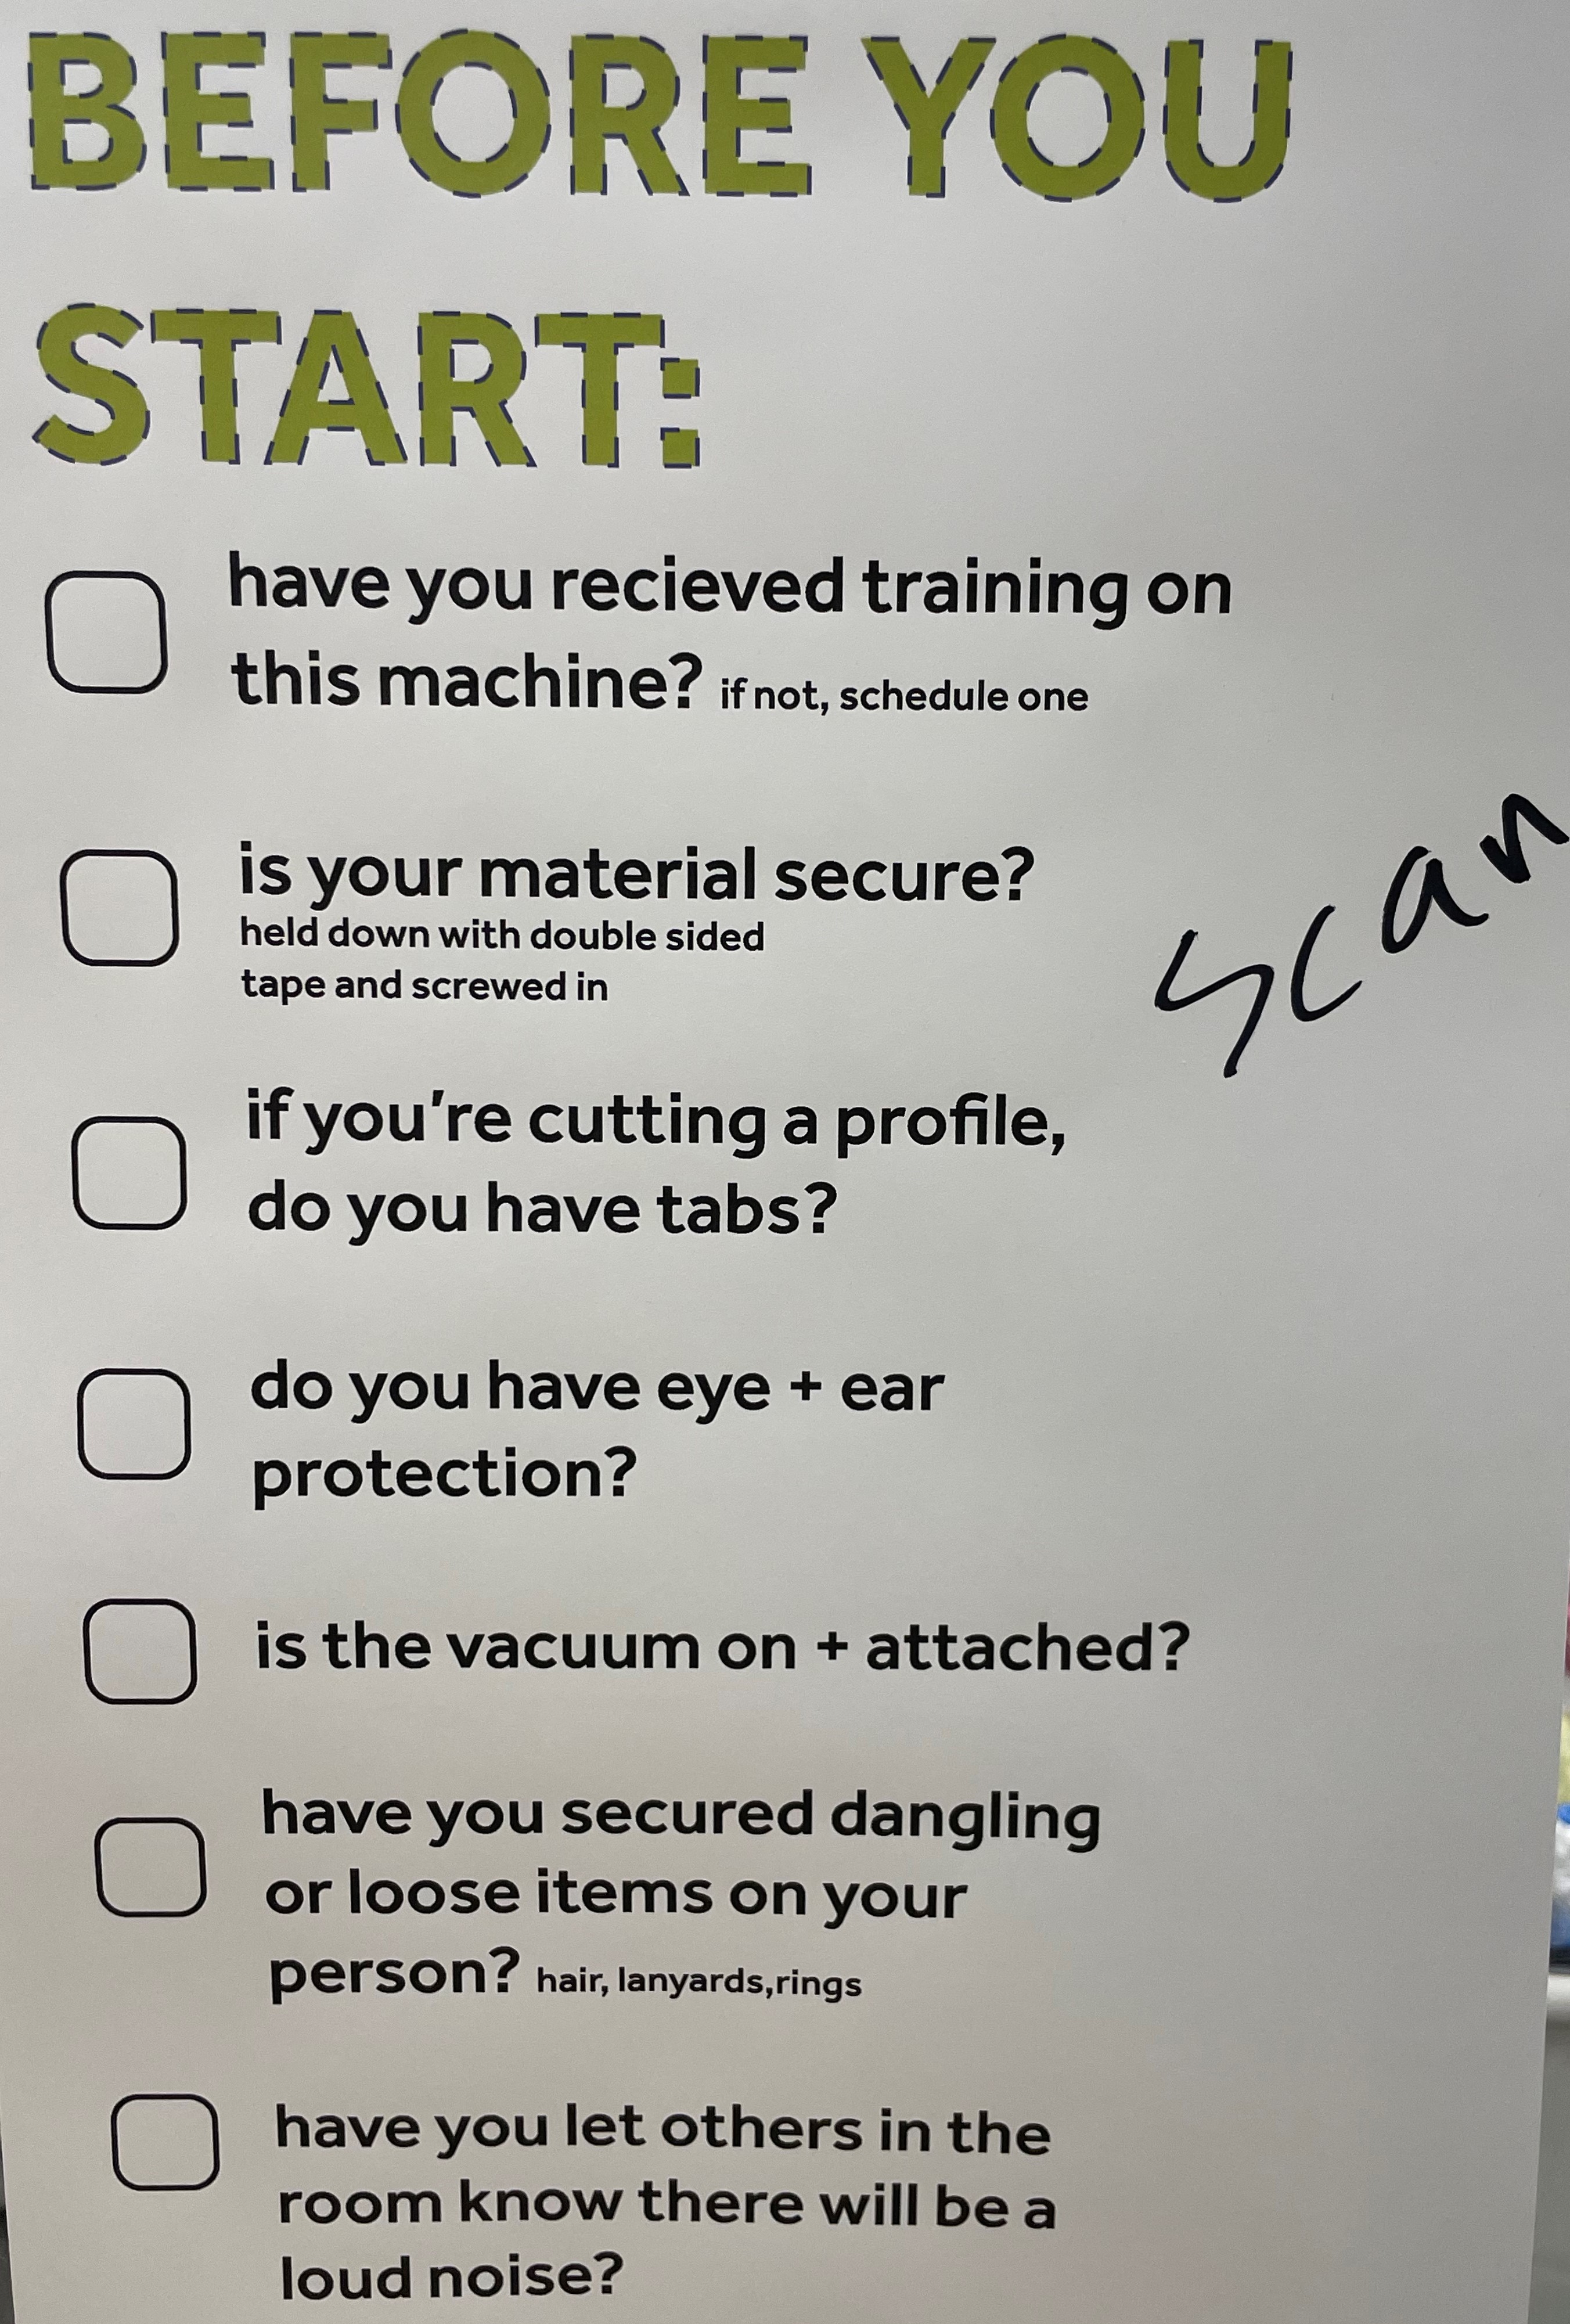 BEFORE YOU
START:
have you recieved training on
this machine? if not, schedule one
is your material secure?
held down with double sided
tape and screwed in
scan
if you're cutting a profile,
do you have tabs?
do you have eye + ear
protection?
is the vacuum on + attached?
have you secured dangling
or loose items on your
person? hair, lanyards,rings
have you let others in the
room know there will be a
loud noise?